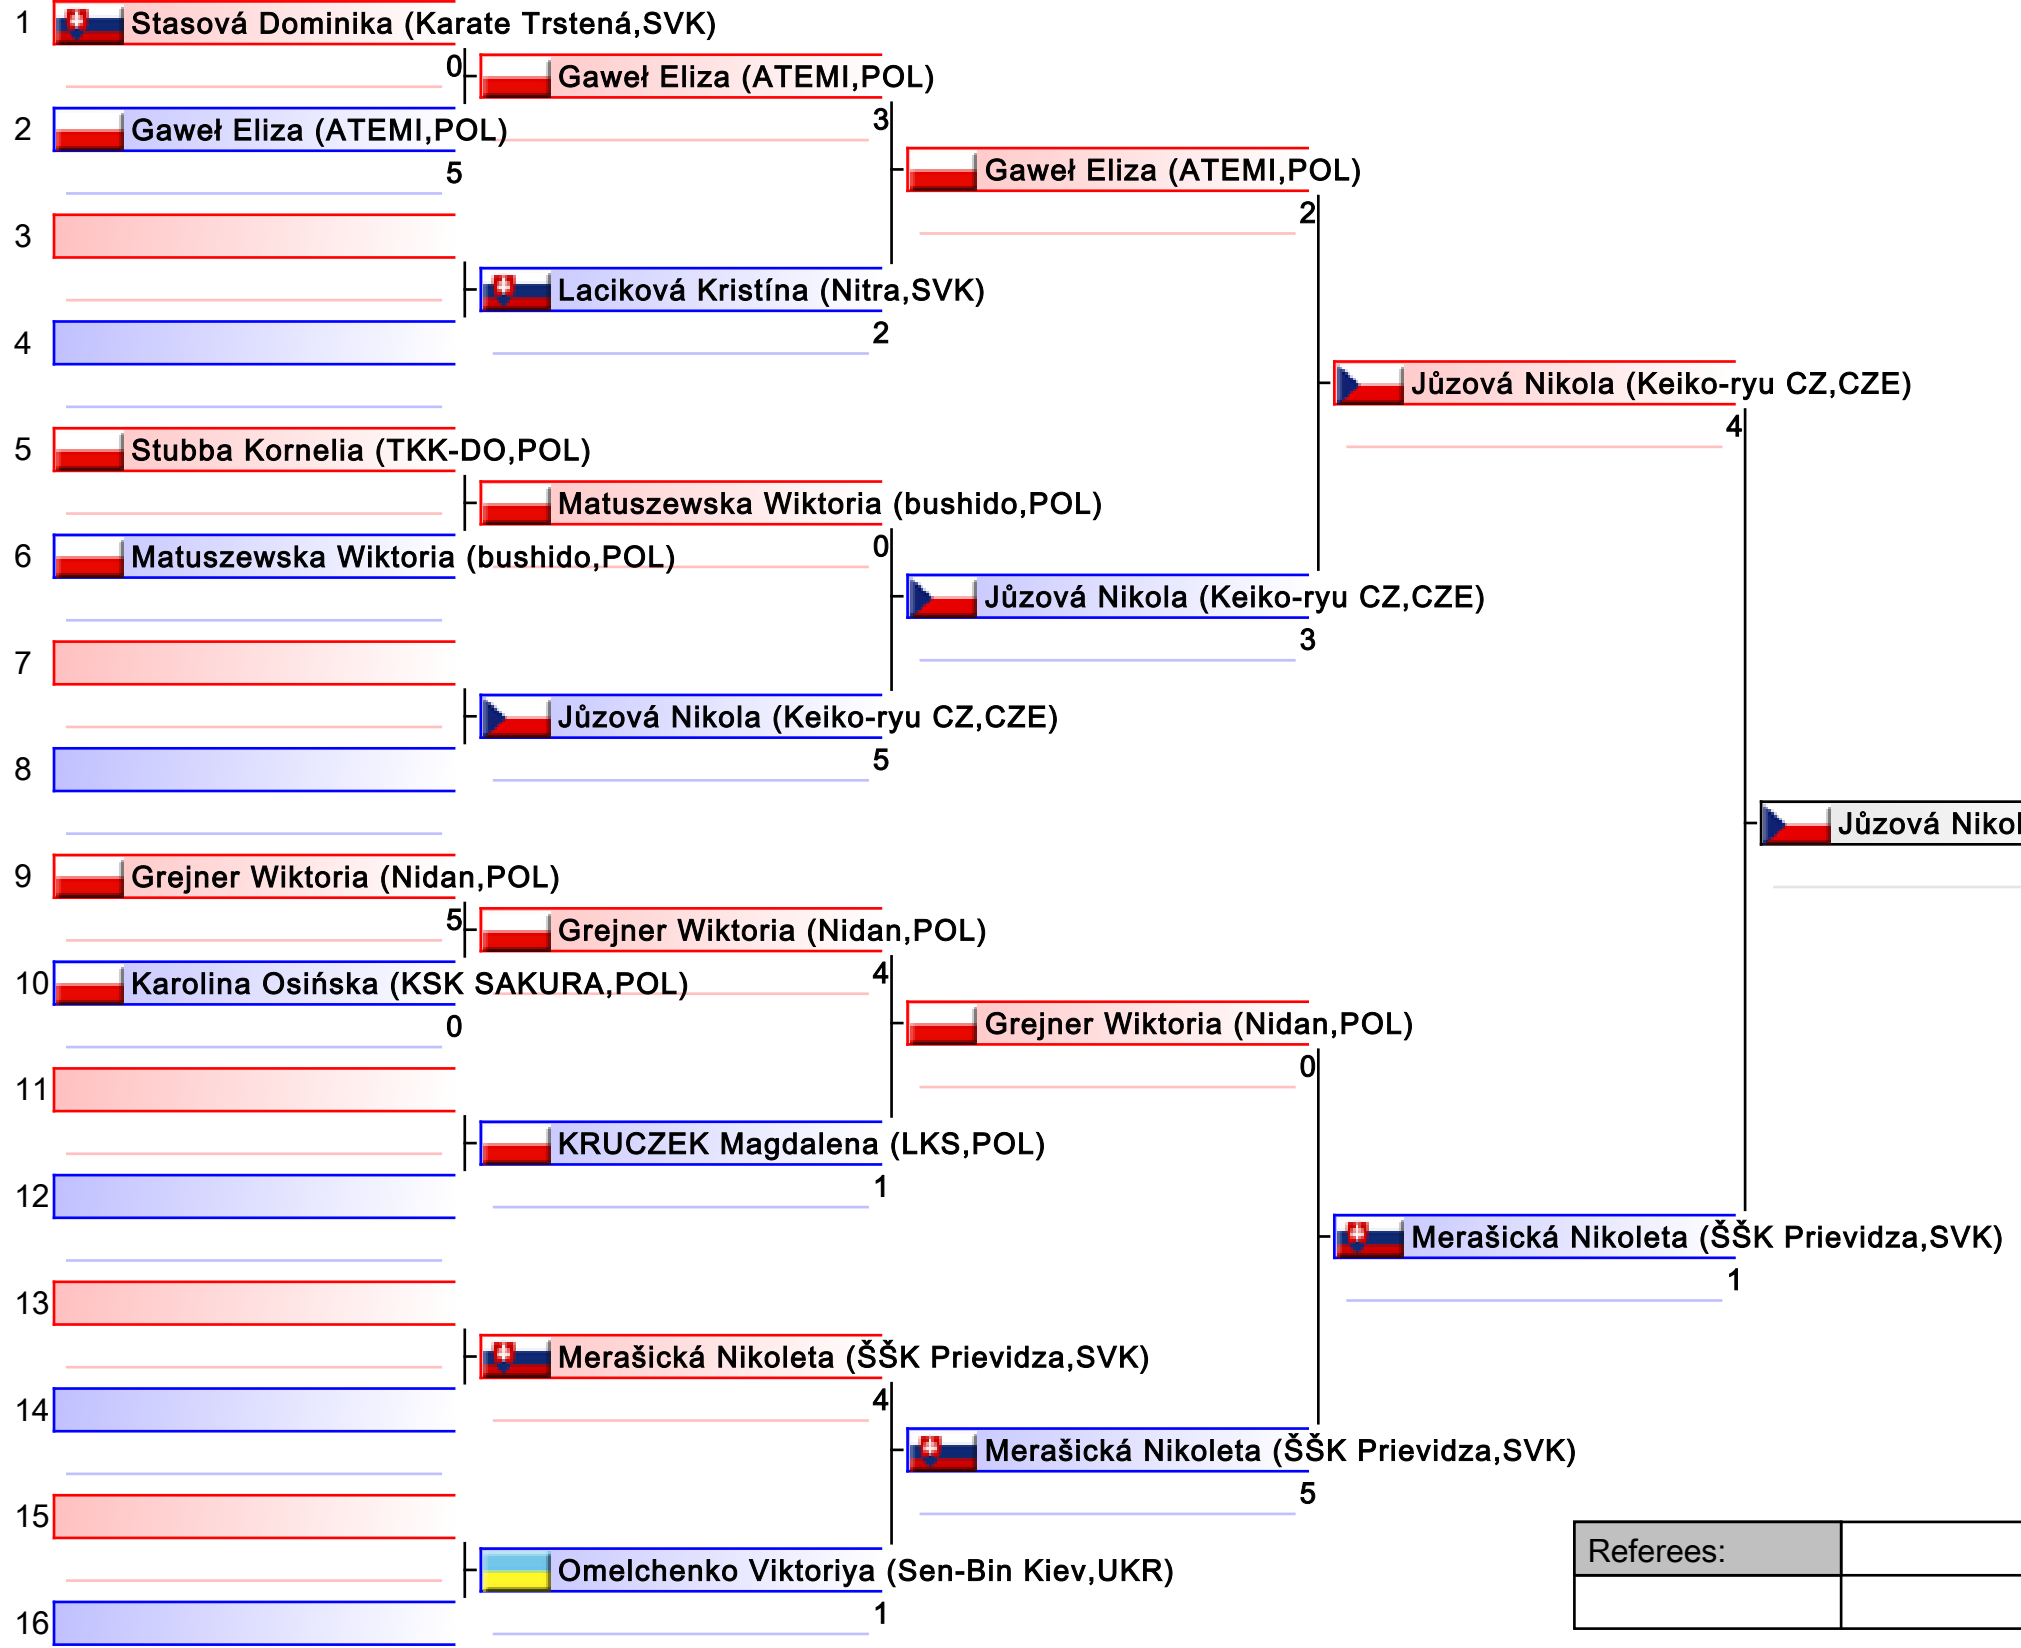 1 Stasová Dominika (Karate Trstená,SVK)
0
Gaweł Eliza (ATEMI,POL)
3
2 Gaweł Eliza (ATEMI,POL)
5
Gaweł Eliza (ATEMI,POL)
2
3
Laciková Kristína (Nitra,SVK)
2
4
Jůzová Nikola (Keiko-ryu CZ,CZE)
4
5 Stubba Kornelia (TKK-DO,POL)
Matuszewska Wiktoria (bushido,POL)
0
6 Matuszewska Wiktoria (bushido,POL)
Jůzová Nikola (Keiko-ryu CZ,CZE)
3
7
Jůzová Nikola (Keiko-ryu CZ,CZE)
5
8
Jůzová Nikol
9 Grejner Wiktoria (Nidan,POL)
5
Grejner Wiktoria (Nidan,POL)
4
10 Karolina Osińska (KSK SAKURA,POL)
0
Grejner Wiktoria (Nidan,POL)
0
11
KRUCZEK Magdalena (LKS,POL)
1
12
Merašická Nikoleta (ŠŠK Prievidza,SVK)
1
13
Merašická Nikoleta (ŠŠK Prievidza,SVK)
4
14
Merašická Nikoleta (ŠŠK Prievidza,SVK)
5
15
Omelchenko Viktoriya (Sen-Bin Kiev,UKR)
1
16
Referees: